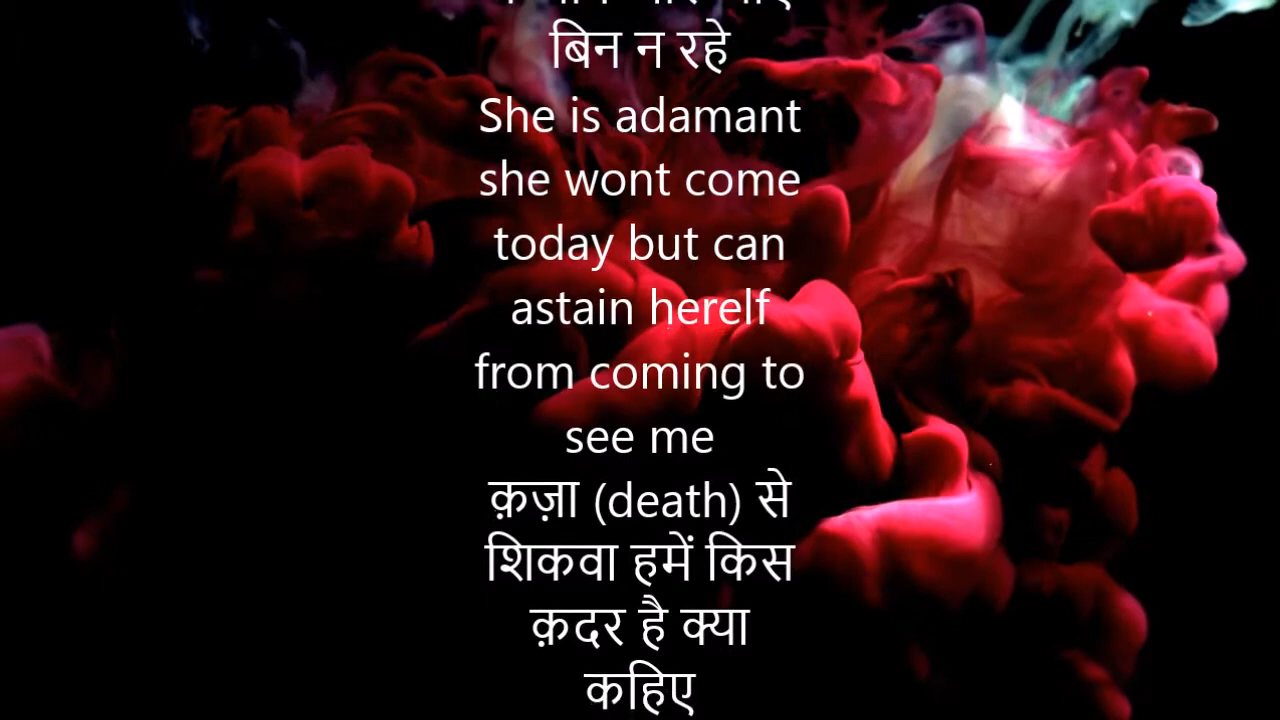 बिन न रहे
She is adamant
she wont come
today but can
astain herelf
from coming to
see me
क़ज़ा (death) से
शिकवा हमें किस
क़दर है क्या
कहिए